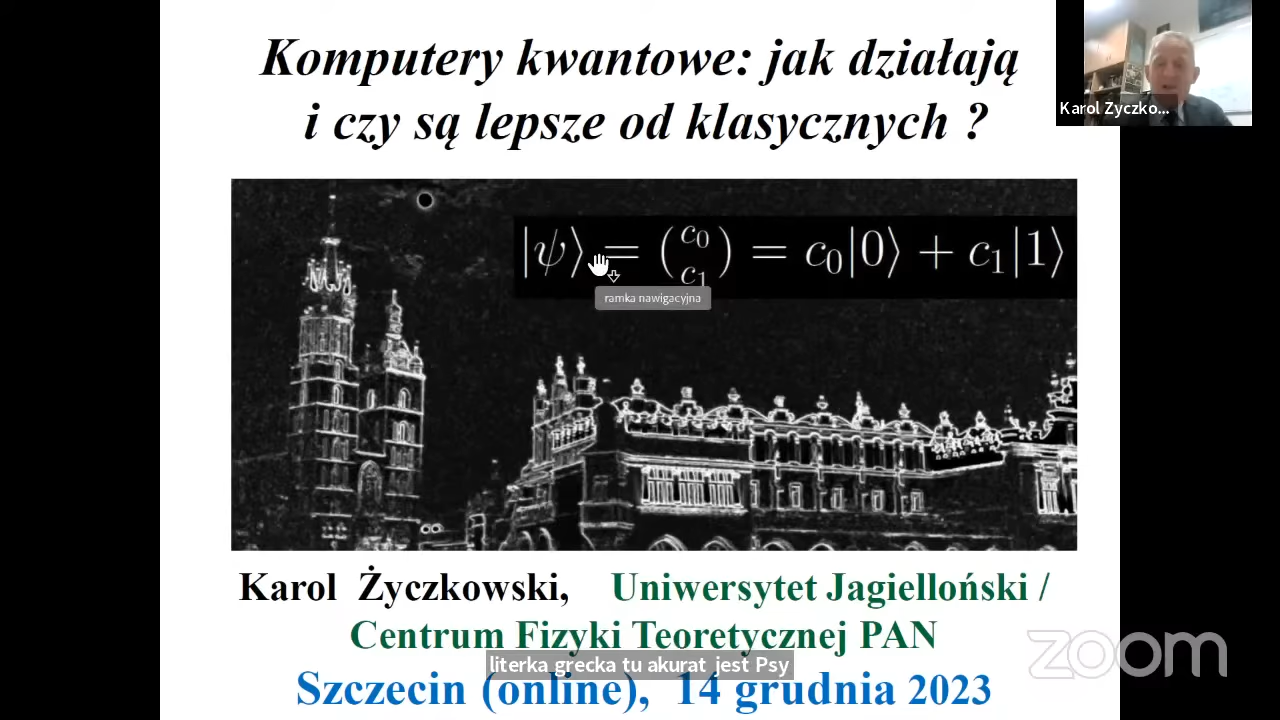 Komputery kwantowe: jak działają
i czy są lepsze od klasycznych ?
Karol Zyczko...
|ψ⟩ = (c₀ c₁) = c₀|0⟩ + c₁|1⟩
ramka nawigacyjna
Karol Życzkowski, Uniwersytet Jagielloński /
Centrum Fizyki Teoretycznej PAN
literka grecka tu akurat jest Psy
zoom
Szczecin (online), 14 grudnia 2023